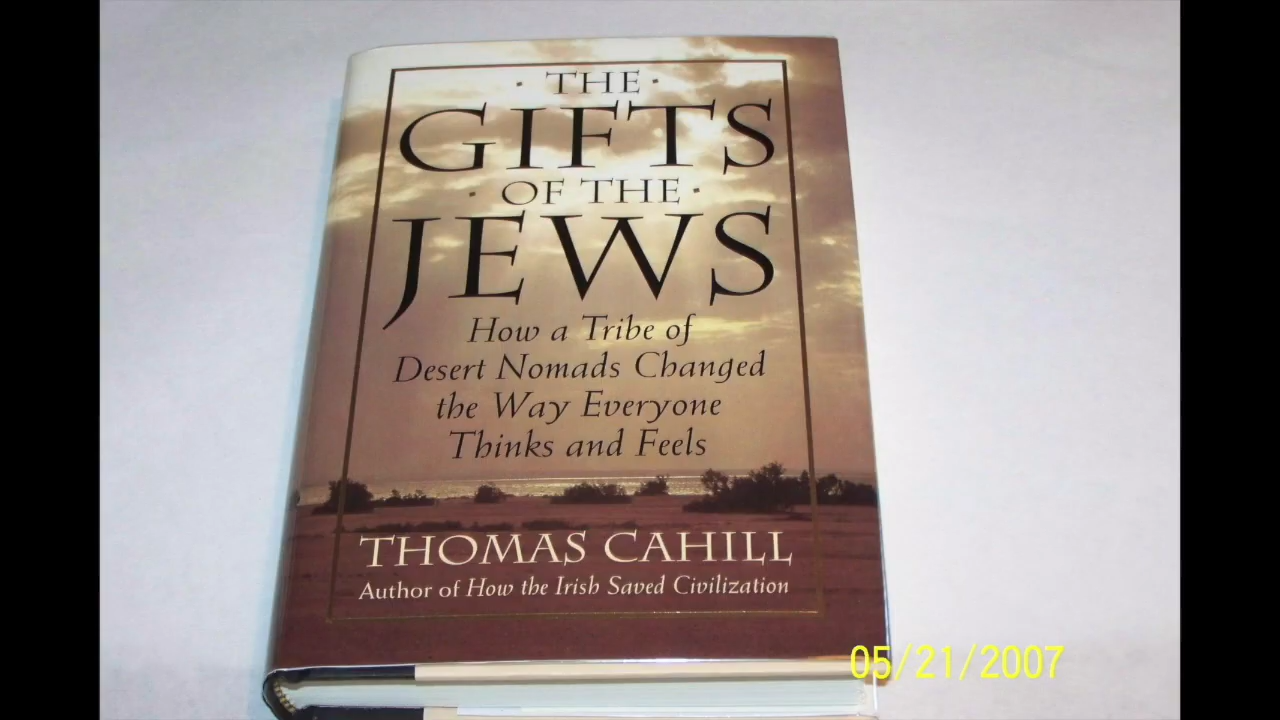 · THE ·
GIFTS
· OF THE ·
JEWS
How a Tribe of
Desert Nomads Changed
the Way Everyone
Thinks and Feels
THOMAS CAHILL
Author of How the Irish Saved Civilization
05/21/2007